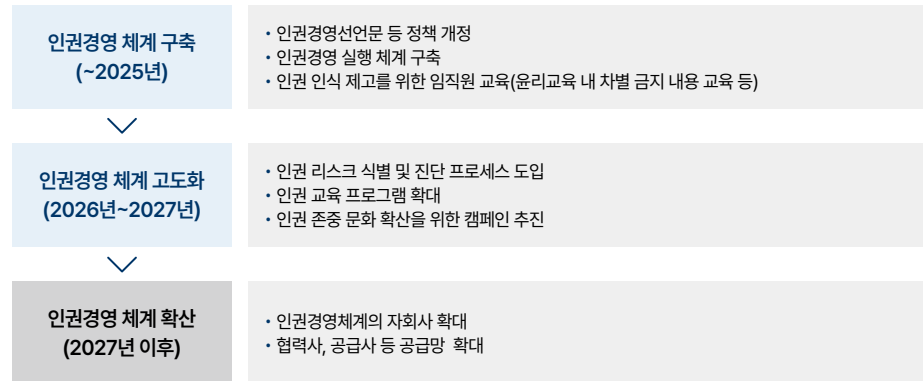 인권경영 체계 구축
(~2025년)
• 인권경영선언문 등 정책 개정
• 인권경영 실행 체계 구축
• 인권 인식 제고를 위한 임직원 교육(윤리교육 내 차별 금지 내용 교육 등)
인권경영 체계 고도화
(2026년~2027년)
• 인권 리스크 식별 및 진단 프로세스 도입
• 인권 교육 프로그램 확대
• 인권 존중 문화 확산을 위한 캠페인 추진
인권경영 체계 확산
(2027년 이후)
• 인권경영체계의 자회사 확대
• 협력사, 공급사 등 공급망 확대